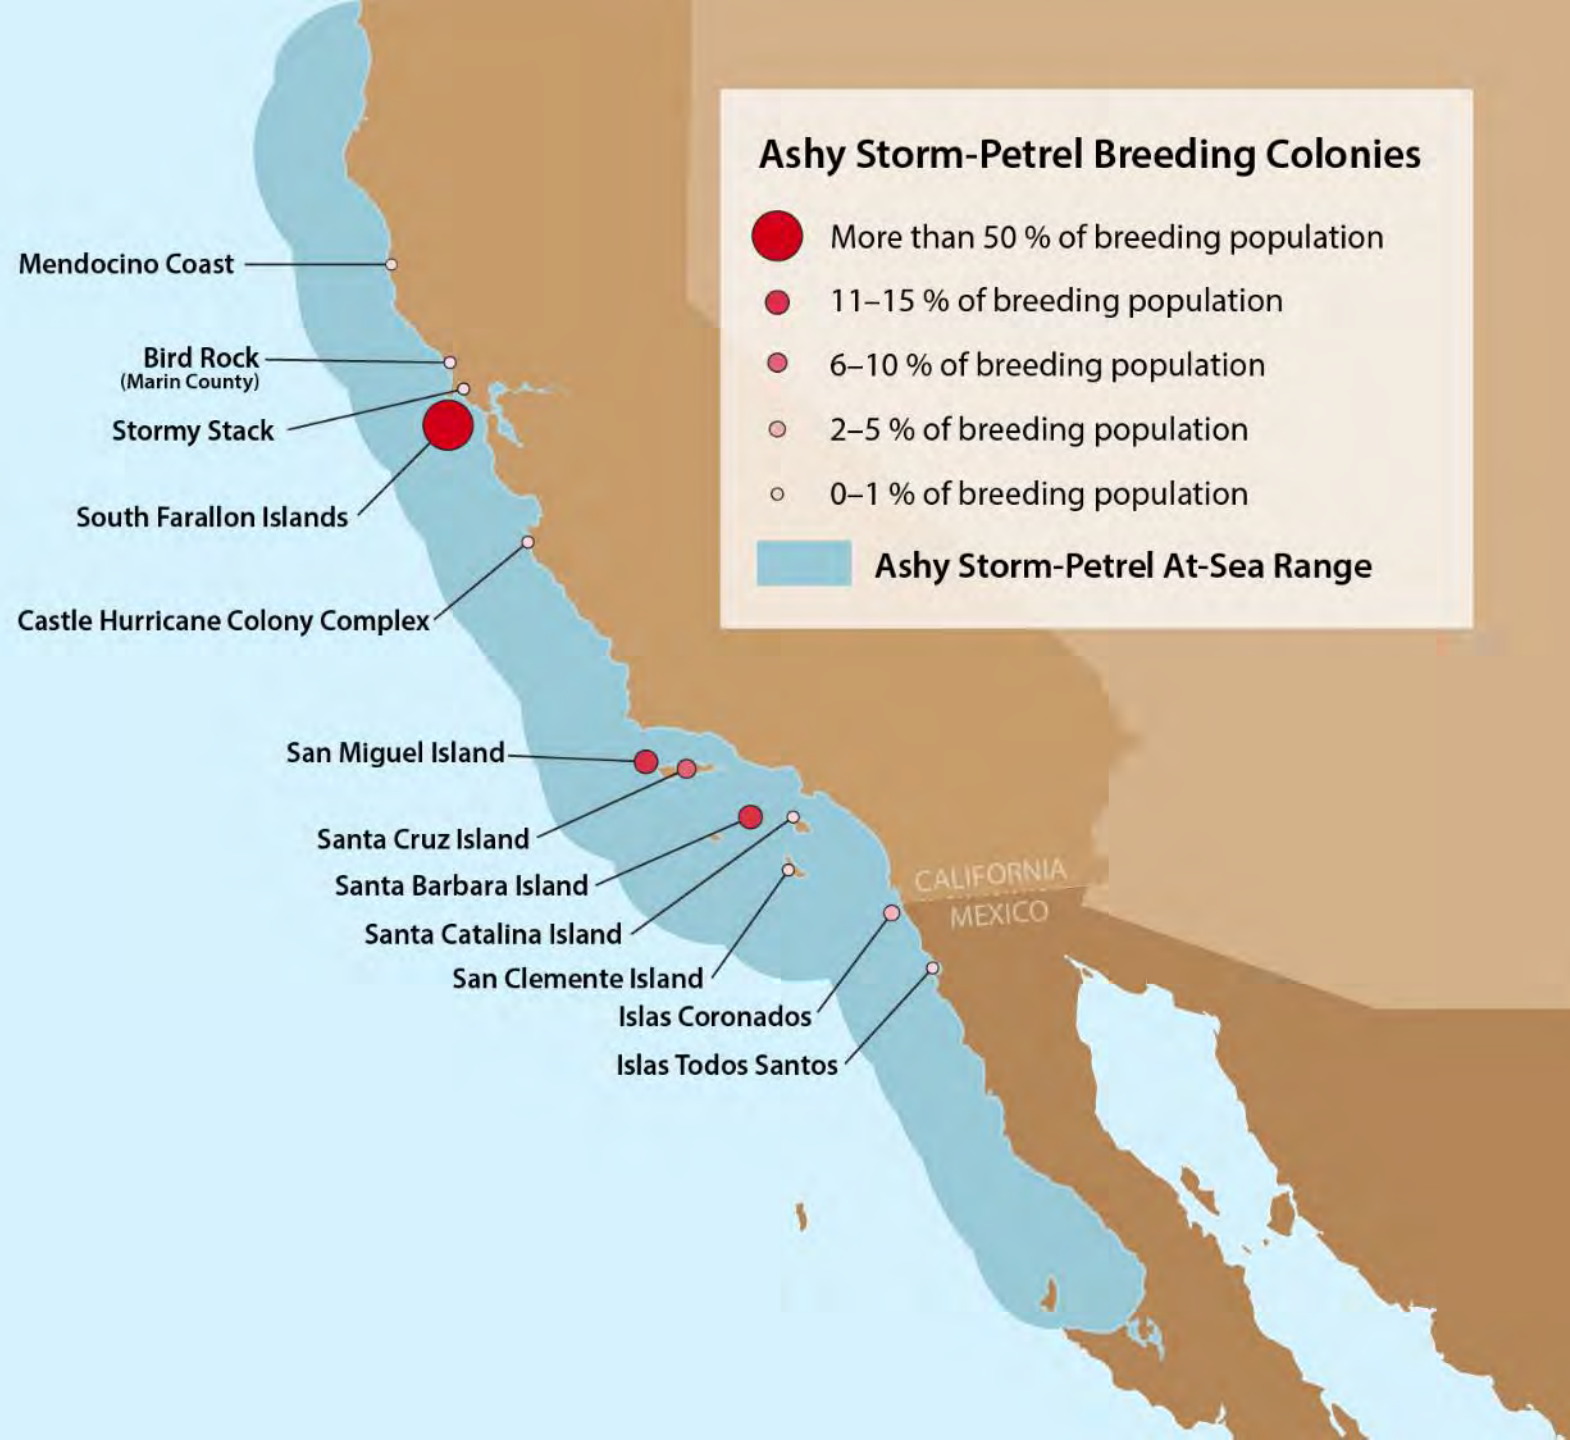 Ashy Storm-Petrel Breeding Colonies
More than 50 % of breeding population
11–15 % of breeding population
6–10 % of breeding population
2–5 % of breeding population
0–1 % of breeding population
Ashy Storm-Petrel At-Sea Range
Mendocino Coast
Bird Rock
(Marin County)
Stormy Stack
South Farallon Islands
Castle Hurricane Colony Complex
San Miguel Island
Santa Cruz Island
Santa Barbara Island
Santa Catalina Island
San Clemente Island
Islas Coronados
Islas Todos Santos
CALIFORNIA
MEXICO